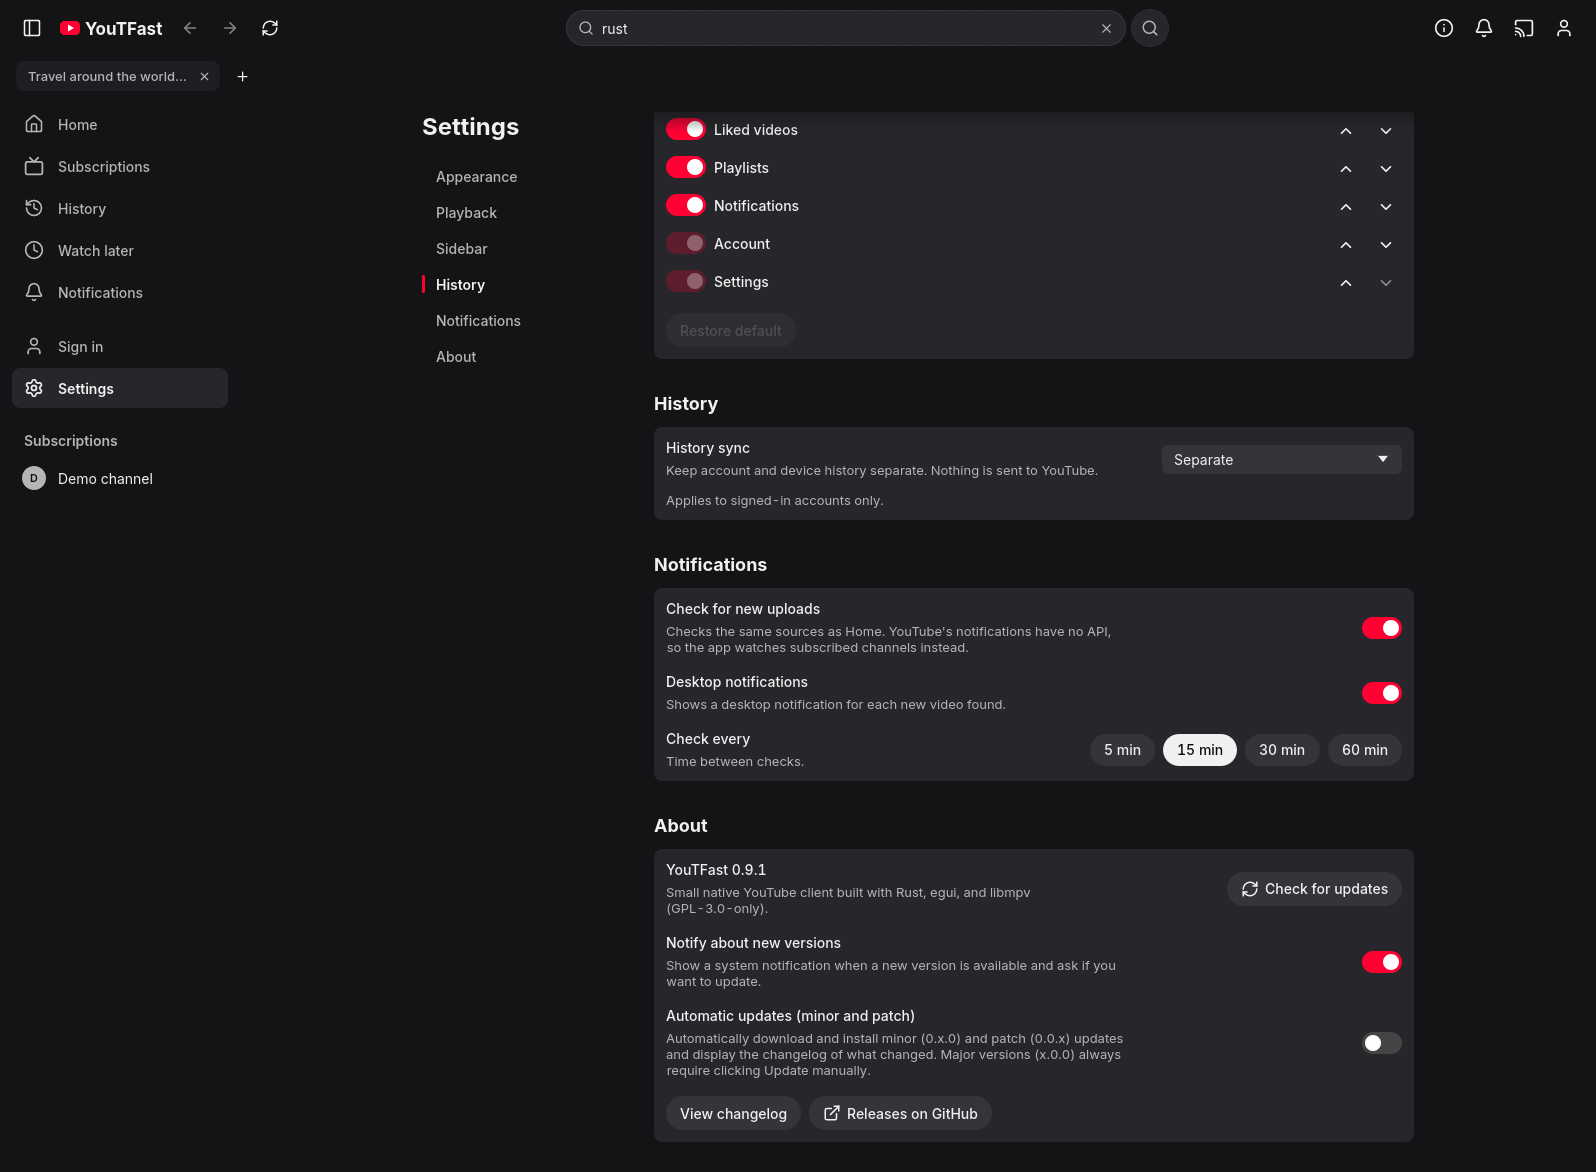 YouTFast
rust
Travel around the world...
Home
Subscriptions
History
Watch later
Notifications
Sign in
Settings
Subscriptions
D
Demo channel
Settings
Appearance
Playback
Sidebar
History
Notifications
About
Liked videos
Playlists
Notifications
Account
Settings
Restore default
History
History sync
Keep account and device history separate. Nothing is sent to YouTube.
Applies to signed-in accounts only.
Separate
Notifications
Check for new uploads
Checks the same sources as Home. YouTube's notifications have no API,
so the app watches subscribed channels instead.
Desktop notifications
Shows a desktop notification for each new video found.
Check every
Time between checks.
5 min
15 min
30 min
60 min
About
YouTFast 0.9.1
Small native YouTube client built with Rust, egui, and libmpv
(GPL-3.0-only).
Check for updates
Notify about new versions
Show a system notification when a new version is available and ask if you
want to update.
Automatic updates (minor and patch)
Automatically download and install minor (0.x.0) and patch (0.0.x) updates
and display the changelog of what changed. Major versions (x.0.0) always
require clicking Update manually.
View changelog
Releases on GitHub